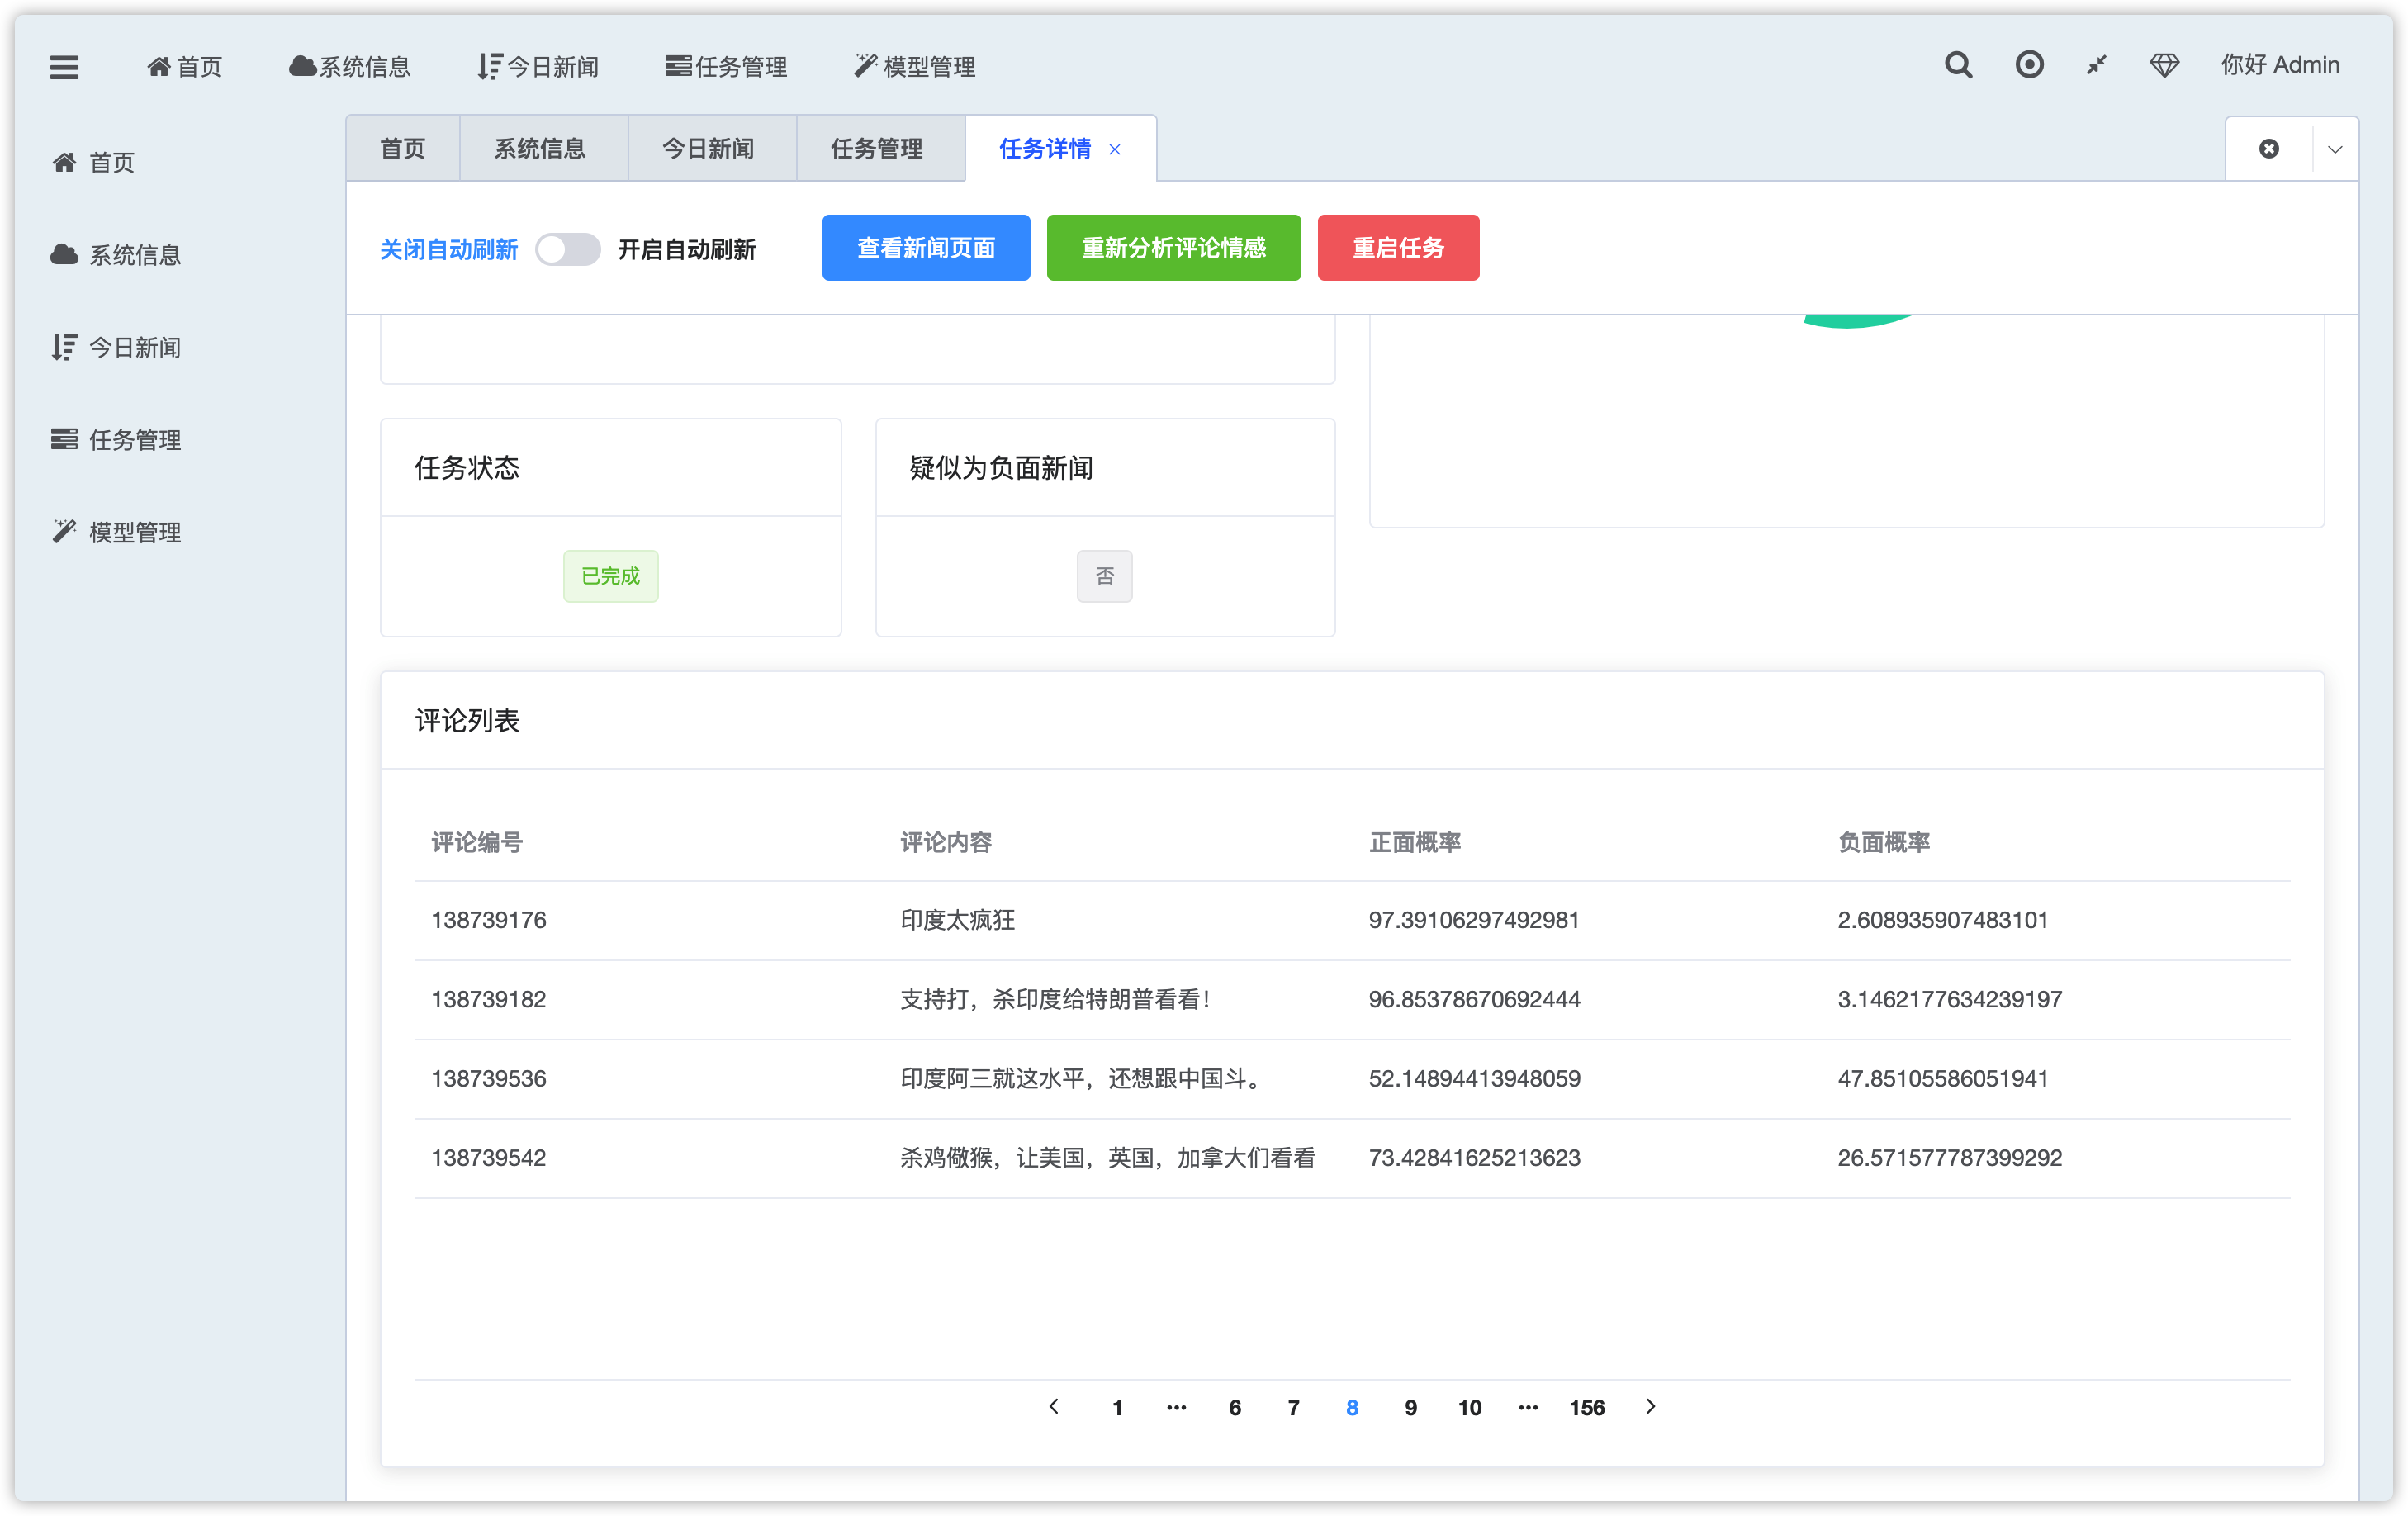 首页 系统信息 今日新闻 任务管理 模型管理 你好 Admin
首页
系统信息
今日新闻
任务管理
模型管理
首页 系统信息 今日新闻 任务管理 任务详情
关闭自动刷新 开启自动刷新 查看新闻页面 重新分析评论情感 重启任务
任务状态
已完成
疑似为负面新闻
否
评论列表
评论编号 评论内容 正面概率 负面概率
138739176 印度太疯狂 97.39106297492981 2.608935907483101
138739182 支持打，杀印度给特朗普看看！ 96.85378670692444 3.1462177634239197
138739536 印度阿三就这水平，还想跟中国斗。 52.14894413948059 47.85105586051941
138739542 杀鸡儆猴，让美国，英国，加拿大们看看 73.42841625213623 26.571577787399292
1 ••• 6 7 8 9 10 ••• 156